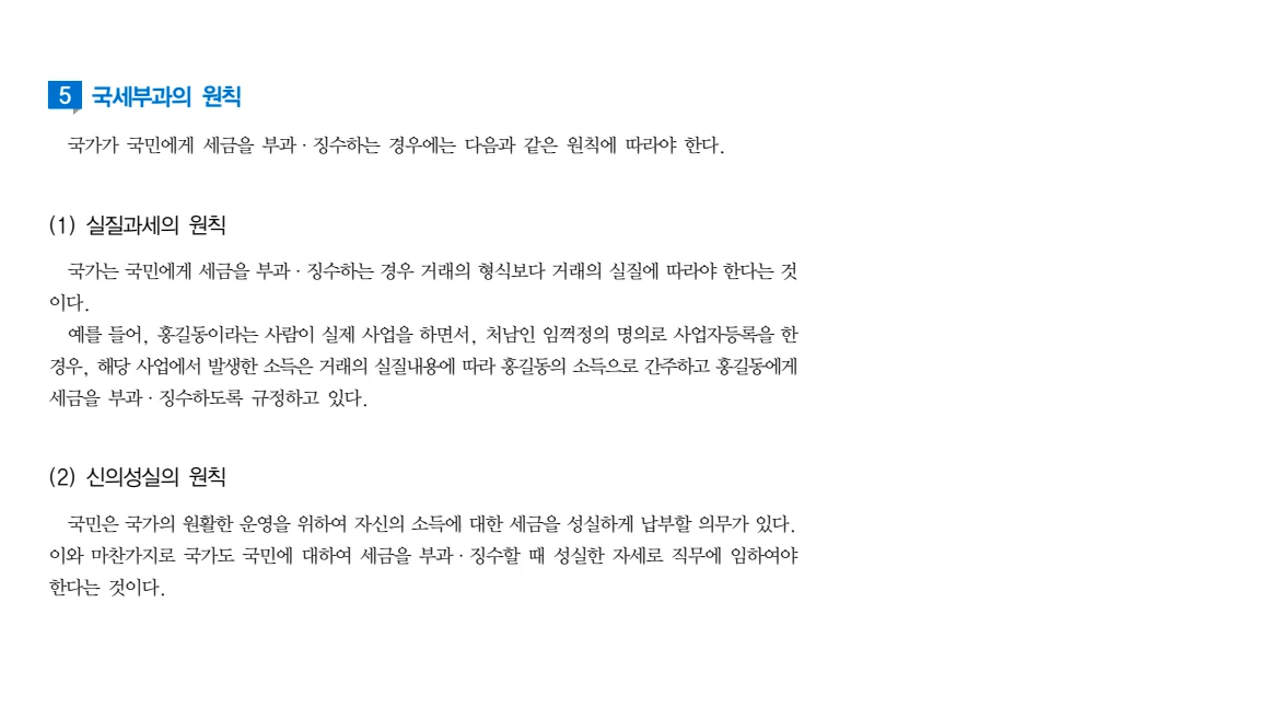 5 국세부과의 원칙
국가가 국민에게 세금을 부과·징수하는 경우에는 다음과 같은 원칙에 따라야 한다.
(1) 실질과세의 원칙
국가는 국민에게 세금을 부과·징수하는 경우 거래의 형식보다 거래의 실질에 따라야 한다는 것
이다.
예를 들어, 홍길동이라는 사람이 실제 사업을 하면서, 처남인 임꺽정의 명의로 사업자등록을 한
경우, 해당 사업에서 발생한 소득은 거래의 실질내용에 따라 홍길동의 소득으로 간주하고 홍길동에게
세금을 부과·징수하도록 규정하고 있다.
(2) 신의성실의 원칙
국민은 국가의 원활한 운영을 위하여 자신의 소득에 대한 세금을 성실하게 납부할 의무가 있다.
이와 마찬가지로 국가도 국민에 대하여 세금을 부과·징수할 때 성실한 자세로 직무에 임하여야
한다는 것이다.